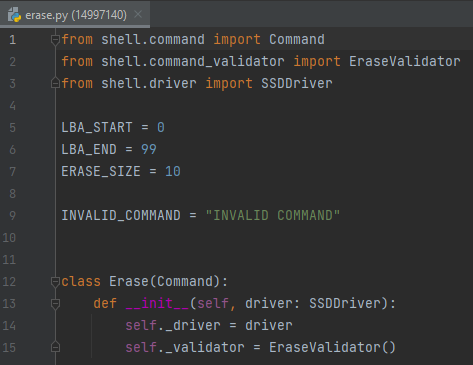 erase.py (14997140)
1 from shell.command import Command
2 from shell.command_validator import EraseValidator
3 from shell.driver import SSDDriver
4
5 LBA_START = 0
6 LBA_END = 99
7 ERASE_SIZE = 10
8
9 INVALID_COMMAND = "INVALID COMMAND"
10
11
12 class Erase(Command):
13     def __init__(self, driver: SSDDriver):
14         self._driver = driver
15         self._validator = EraseValidator()